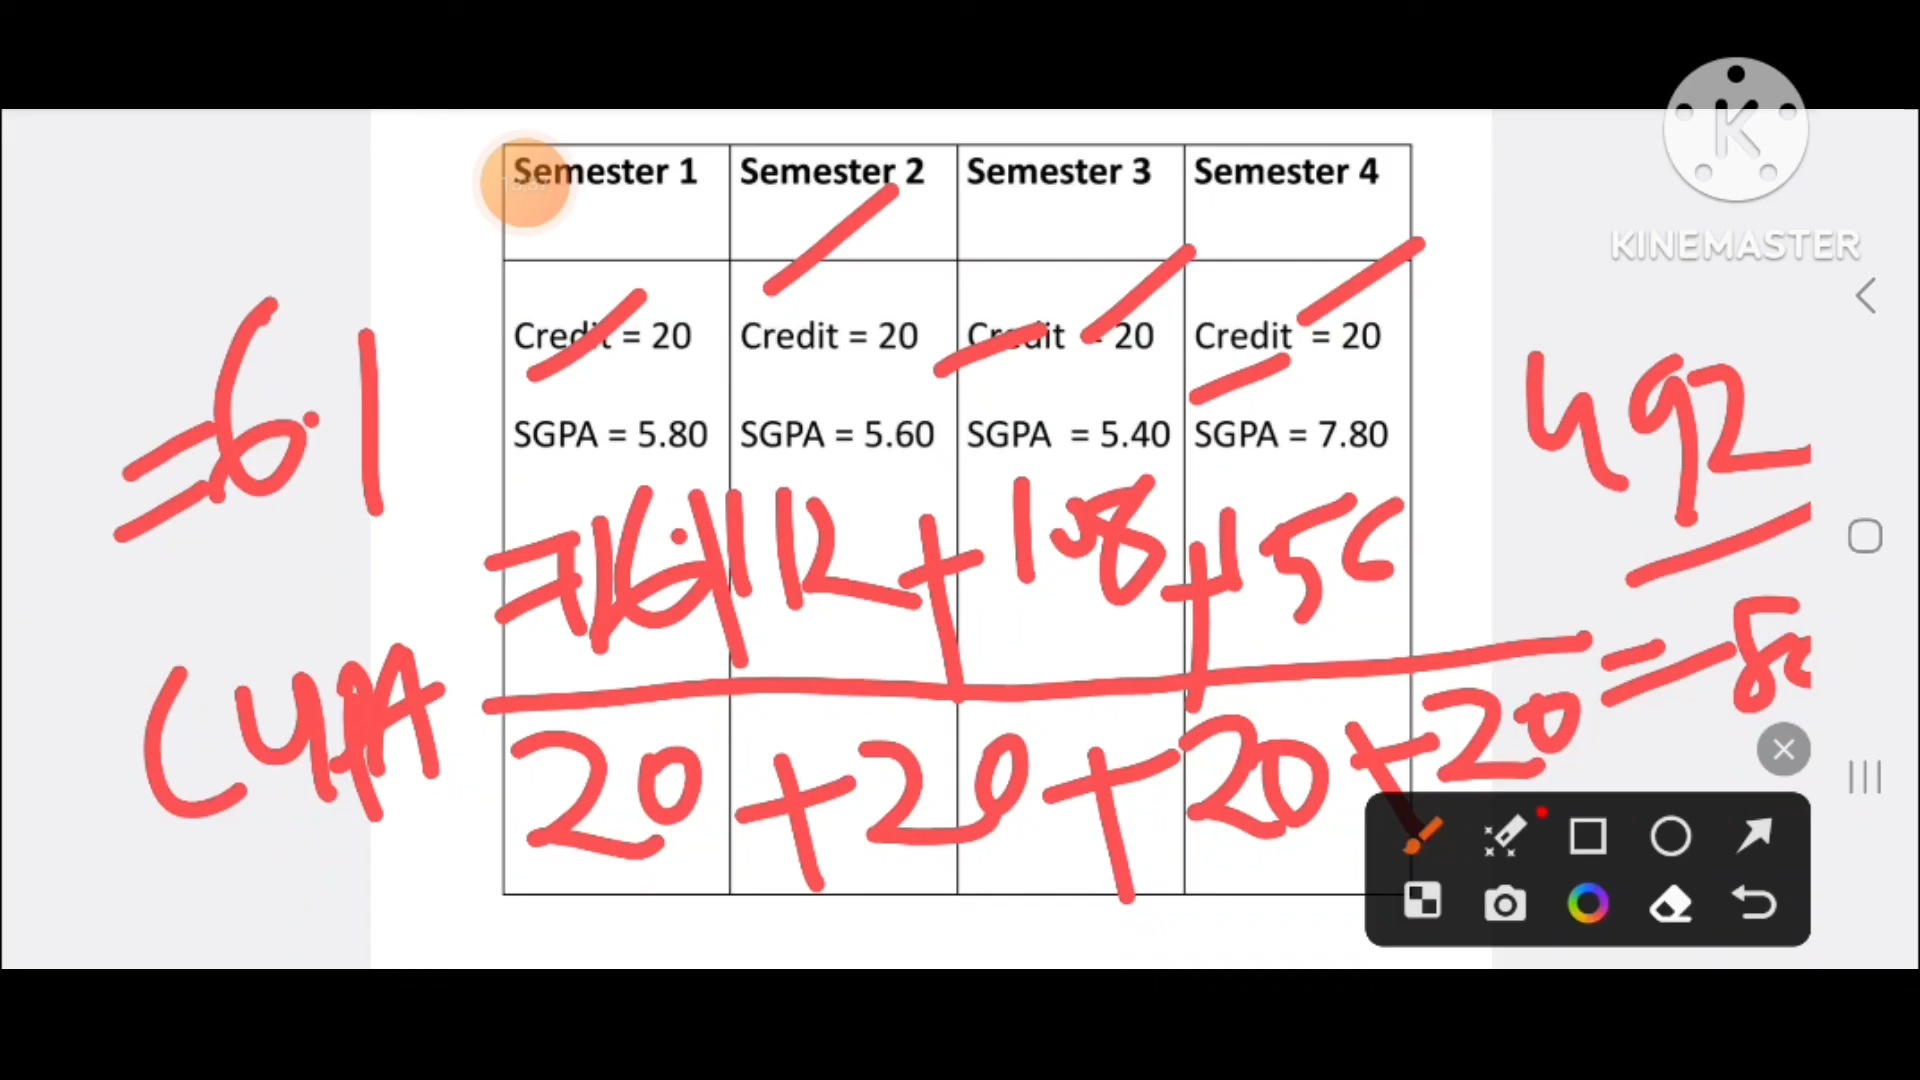 Semester 1 Semester 2 Semester 3 Semester 4
K
KINEMASTER
Credit = 20 Credit = 20 Credit = 20 Credit = 20
SGPA = 5.80 SGPA = 5.60 SGPA = 5.40 SGPA = 7.80
=6.1
492
112 + 108 + 156
CGPA
20 + 20 + 20 + 20 =